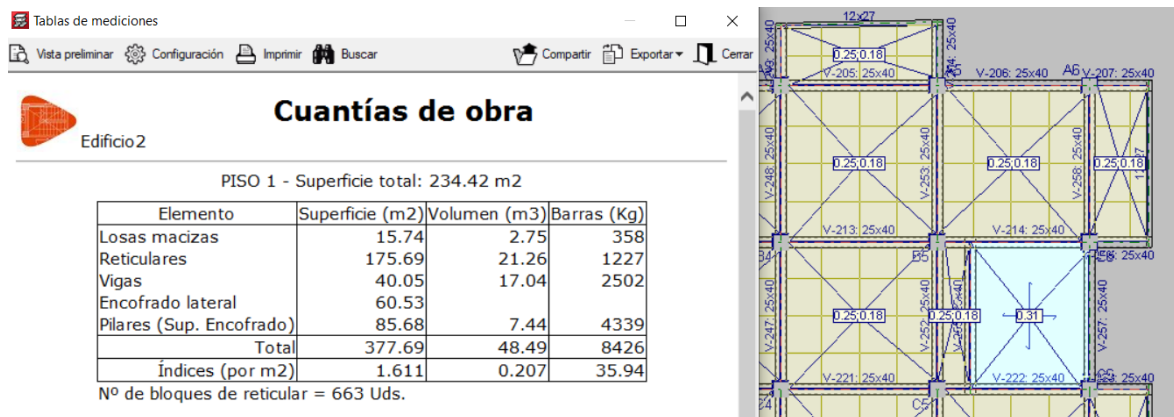 Tablas de mediciones
Vista preliminar Configuración Imprimir Buscar Compartir Exportar Cerrar
Cuantías de obra
Edificio2
PISO 1 - Superficie total: 234.42 m2
Elemento Superficie (m2) Volumen (m3) Barras (Kg)
Losas macizas 15.74 2.75 358
Reticulares 175.69 21.26 1227
Vigas 40.05 17.04 2502
Encofrado lateral 60.53
Pilares (Sup. Encofrado) 85.68 7.44 4339
Total 377.69 48.49 8426
Índices (por m2) 1.611 0.207 35.94
Nº de bloques de reticular = 663 Uds.
12x27
25x40
25x40
0.25;0.18
V-205: 25x40
V-206: 25x40
A6
V-207: 25x40
V-248: 25x40
0.25;0.18
V-253: 25x40
0.25;0.18
V-258: 25x40
0.25;0.18
V-213: 25x40
V-214: 25x40
B5
25x40
V-247: 25x40
0.25;0.18
V-252: 25x40
0.25;0.18
0.31
V-257: 25x40
V-221: 25x40
V-222: 25x40
25x40
C5